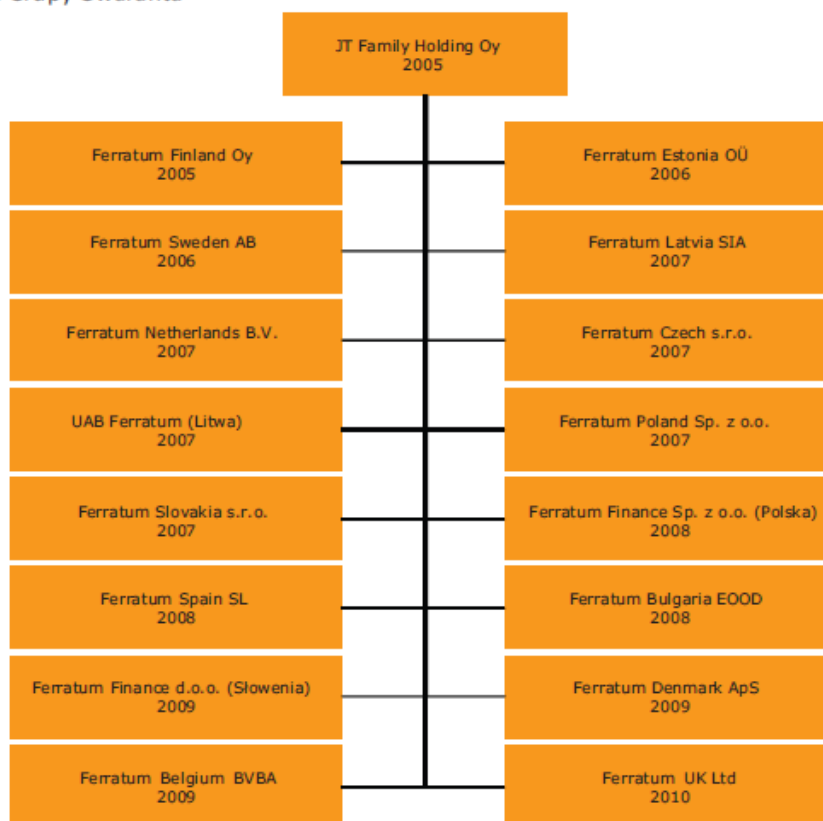 Grupy Gwaranta
JT Family Holding Oy
2005
Ferratum Finland Oy
2005
Ferratum Estonia OÜ
2006
Ferratum Sweden AB
2006
Ferratum Latvia SIA
2007
Ferratum Netherlands B.V.
2007
Ferratum Czech s.r.o.
2007
UAB Ferratum (Litwa)
2007
Ferratum Poland Sp. z o.o.
2007
Ferratum Slovakia s.r.o.
2007
Ferratum Finance Sp. z o.o. (Polska)
2008
Ferratum Spain SL
2008
Ferratum Bulgaria EOOD
2008
Ferratum Finance d.o.o. (Słowenia)
2009
Ferratum Denmark ApS
2009
Ferratum Belgium BVBA
2009
Ferratum UK Ltd
2010